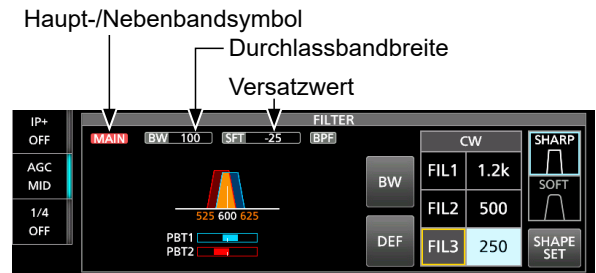 Haupt-/Nebenbandsymbol
Durchlassbandbreite
Versatzwert
FILTER
IP+
OFF
AGC
MID
1/4
OFF
MAIN BW 100 SFT -25 BPF
525 600 625
PBT1
PBT2
BW
DEF
CW
FIL1 1.2k
FIL2 500
FIL3 250
SHARP
SOFT
SHAPE
SET